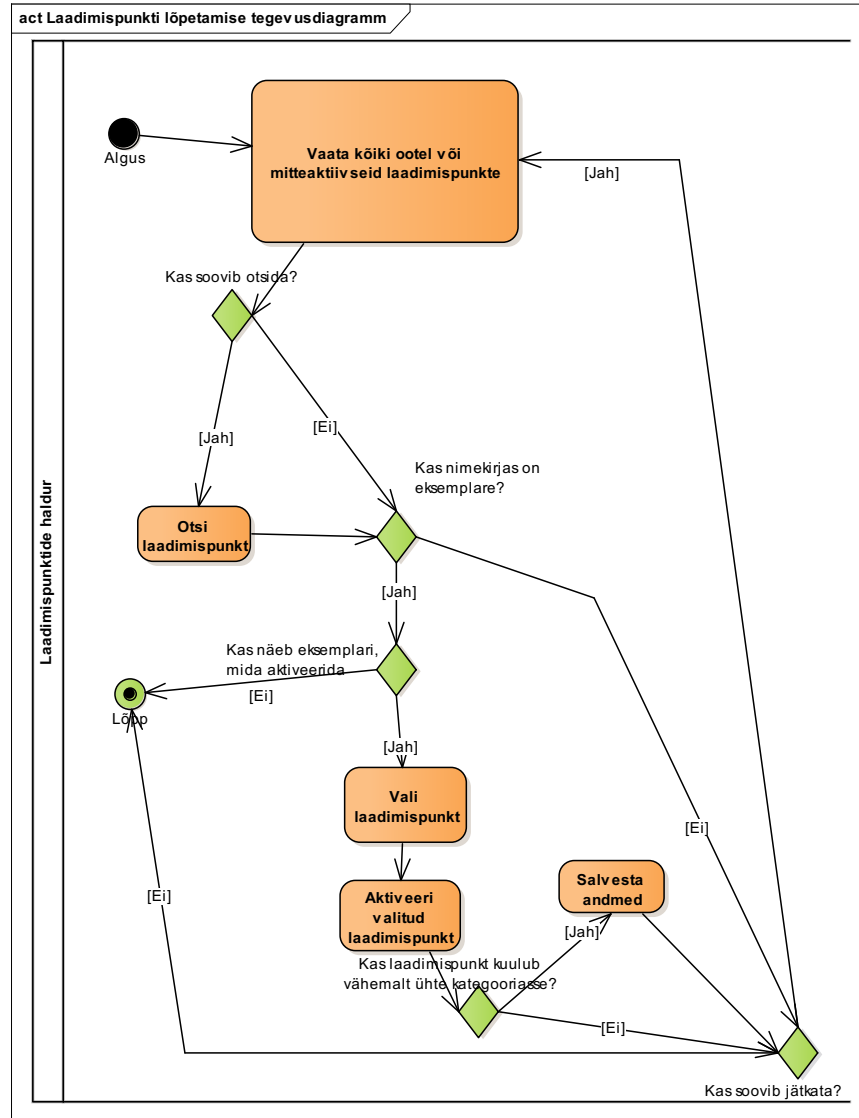 act Laadimispunkti lõpetamise tegevusdiagramm
Laadimispunktide haldur
Algus
Vaata kõiki ootel või
mitteaktiivseid laadimispunkte
[Jah]
Kas soovib otsida?
[Jah]
[Ei]
Kas nimekirjas on
eksemplare?
Otsi
laadimispunkt
[Jah]
Kas näeb eksemplari,
mida aktiveerida
[Ei]
Lõpp
[Jah]
Vali
laadimispunkt
[Ei]
[Ei]
Salvesta
andmed
Aktiveeri
valitud
laadimispunkt
[Jah]
Kas laadimispunkt kuulub
vähemalt ühte kategooriasse?
[Ei]
Kas soovib jätkata?